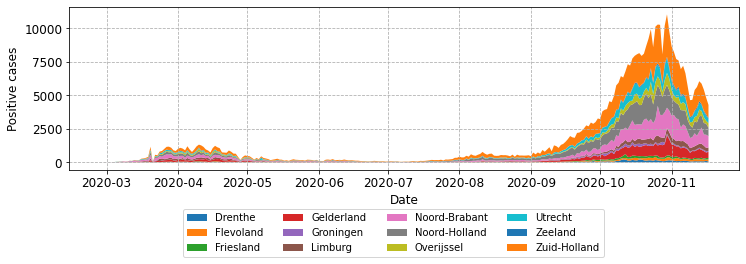 10000
7500
5000
2500
0
Positive cases
2020-03 2020-04 2020-05 2020-06 2020-07 2020-08 2020-09 2020-10 2020-11
Date
Drenthe Gelderland Noord-Brabant Utrecht
Flevoland Groningen Noord-Holland Zeeland
Friesland Limburg Overijssel Zuid-Holland